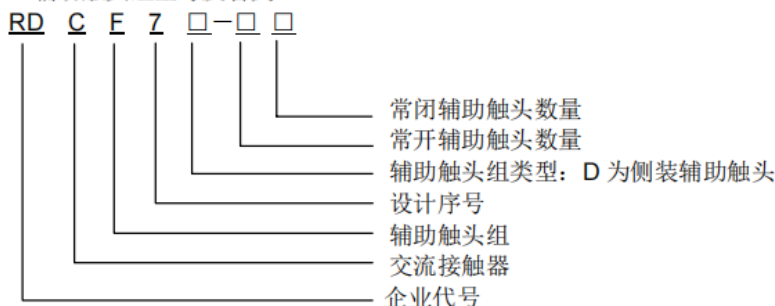 RD C F 7 □-□ □
常闭辅助触头数量
常开辅助触头数量
辅助触头组类型：D 为侧装辅助触头
设计序号
辅助触头组
交流接触器
企业代号